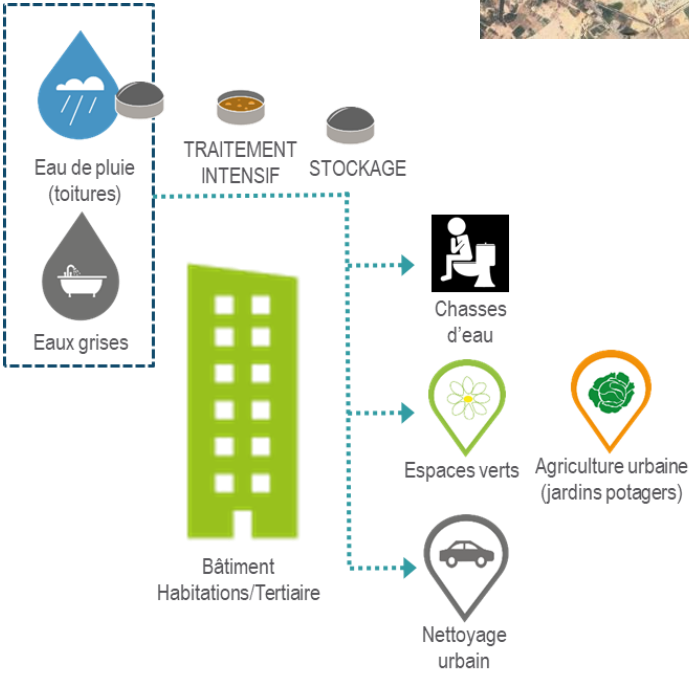 Eau de pluie
(toitures)
TRAITEMENT
INTENSIF
STOCKAGE
Eaux grises
Chasses
d'eau
Espaces verts
Agriculture urbaine
(jardins potagers)
Bâtiment
Habitations/Tertiaire
Nettoyage
urbain